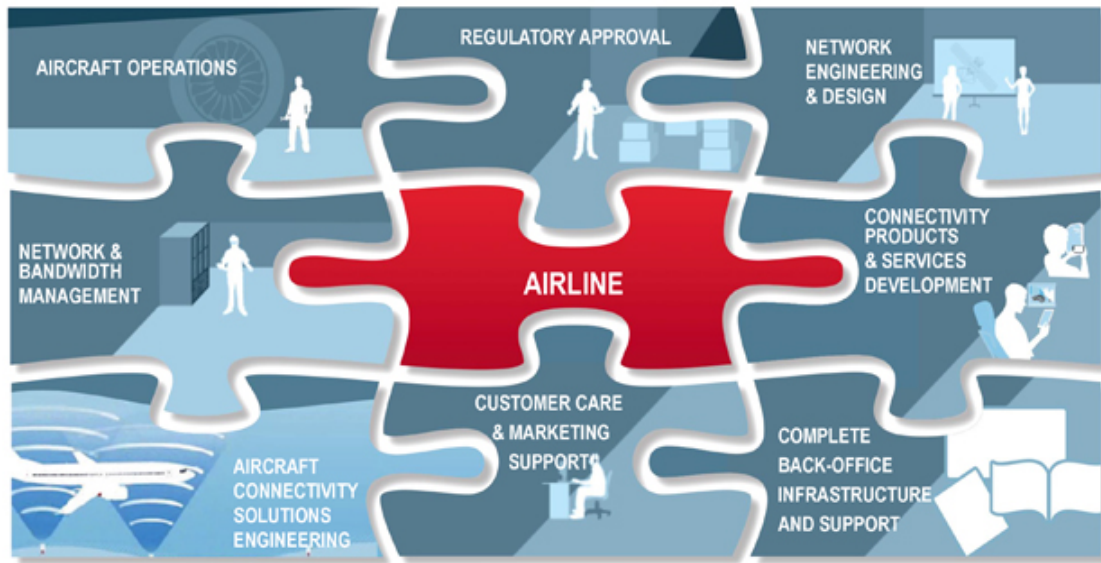 AIRCRAFT OPERATIONS
REGULATORY APPROVAL
NETWORK
ENGINEERING
& DESIGN
NETWORK &
BANDWIDTH
MANAGEMENT
AIRLINE
CONNECTIVITY
PRODUCTS
& SERVICES
DEVELOPMENT
AIRCRAFT
CONNECTIVITY
SOLUTIONS
ENGINEERING
CUSTOMER CARE
& MARKETING
SUPPORT
COMPLETE
BACK-OFFICE
INFRASTRUCTURE
AND SUPPORT